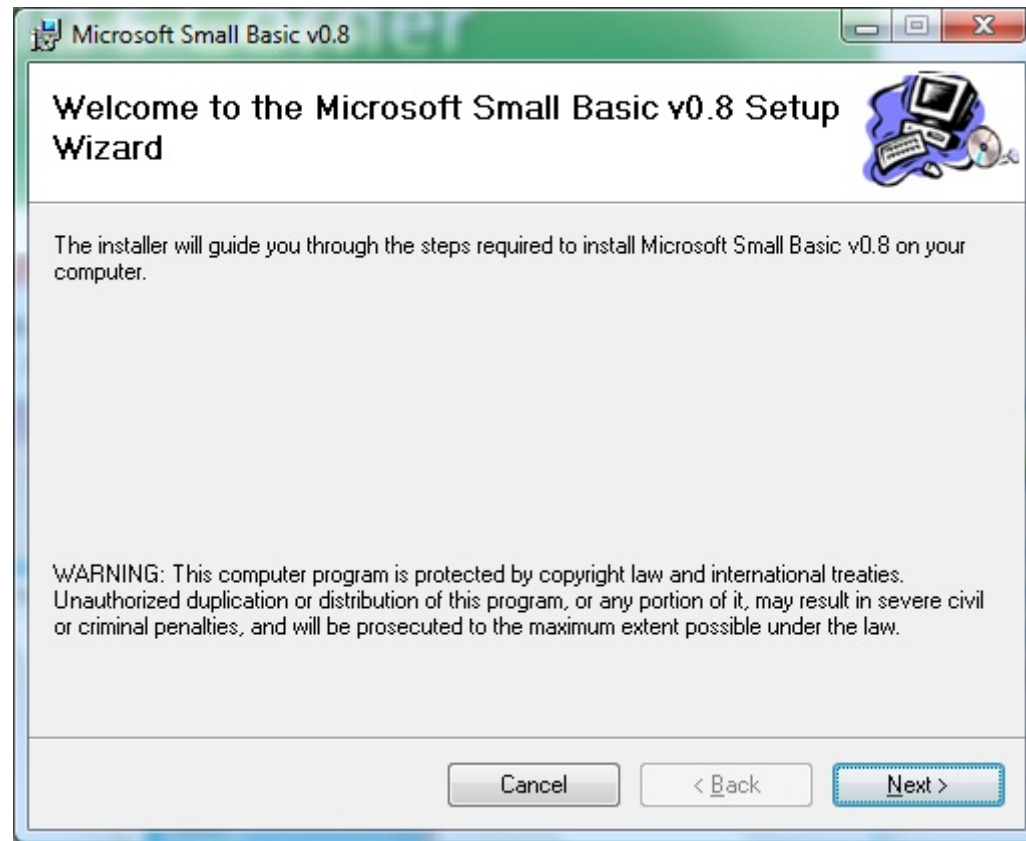 Microsoft Small Basic v0.8
Welcome to the Microsoft Small Basic v0.8 Setup
Wizard
The installer will guide you through the steps required to install Microsoft Small Basic v0.8 on your
computer.
WARNING: This computer program is protected by copyright law and international treaties.
Unauthorized duplication or distribution of this program, or any portion of it, may result in severe civil
or criminal penalties, and will be prosecuted to the maximum extent possible under the law.
Cancel < Back Next >